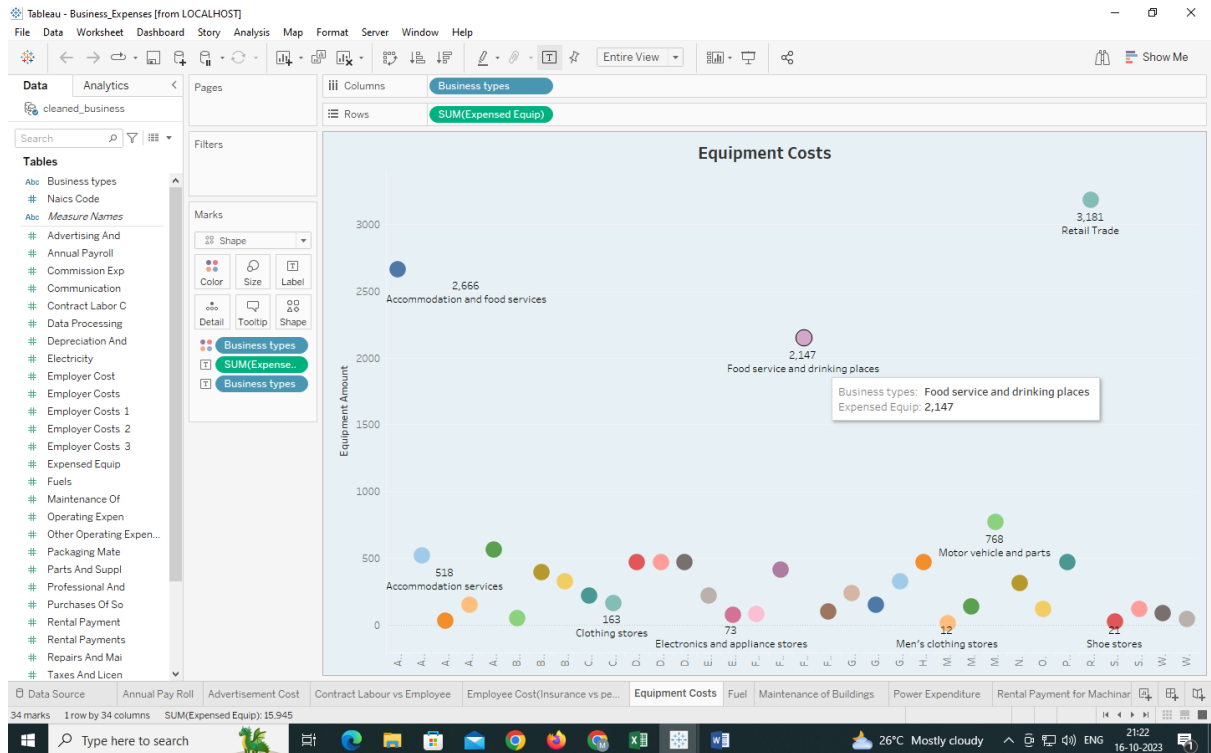 Tableau - Business_Expenses [from LOCALHOST]
File Data Worksheet Dashboard Story Analysis Map Format Server Window Help
Entire View
Show Me
Data
Analytics
cleaned_business
Search
Tables
Abc Business types
# Naics Code
Abc Measure Names
# Advertising And
# Annual Payroll
# Commission Exp
# Communication
# Contract Labor C
# Data Processing
# Depreciation And
# Electricity
# Employer Cost
# Employer Costs
# Employer Costs 1
# Employer Costs 2
# Employer Costs 3
# Expensed Equip
# Fuels
# Maintenance Of
# Operating Expen
# Other Operating Expen...
# Packaging Mate
# Parts And Suppl
# Professional And
# Purchases Of So
# Rental Payment
# Rental Payments
# Repairs And Mai
# Taxes And Licen
Pages
Filters
Marks
Shape
Color Size Label
Detail Tooltip Shape
Business types
SUM(Expense..
Business types
Columns Business types
Rows SUM(Expensed Equip)
Equipment Costs
Equipment Amount
3000
2500
2000
1500
1000
500
0
3,181
Retail Trade
2,666
Accommodation and food services
2,147
Food service and drinking places
Business types: Food service and drinking places
Expensed Equip: 2,147
768
Motor vehicle and parts
518
Accommodation services
163
Clothing stores
73
Electronics and appliance stores
12
Men's clothing stores
21
Shoe stores
A.. A.. A.. A.. A.. B.. B.. B.. C.. C.. D.. D.. D.. E.. E.. F.. F.. F.. F.. G.. G.. G.. H.. M.. M.. M.. N.. O.. P.. R.. S.. S.. W.. W..
Data Source Annual Pay Roll Advertisement Cost Contract Labour vs Employee Employee Cost(Insurance vs pe... Equipment Costs Fuel Maintenance of Buildings Power Expenditure Rental Payment for Machinar
34 marks 1 row by 34 columns SUM(Expensed Equip): 15,945
Type here to search
26°C Mostly cloudy
ENG
21:22
16-10-2023
1